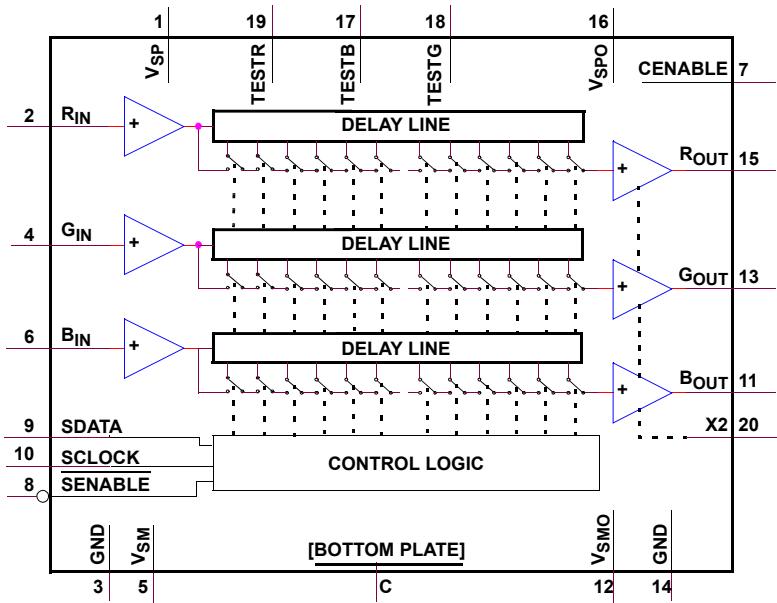 1 19 17 18 16
VSP TESTR TESTB TESTG VSPO
CENABLE 7
2 RIN + DELAY LINE
+ ROUT 15
4 GIN + DELAY LINE
+ GOUT 13
6 BIN + DELAY LINE
+ BOUT 11
9 SDATA
X2 20
10 SCLOCK
CONTROL LOGIC
8 SENABLE
GND VSM [BOTTOM PLATE] VSMO GND
3 5 C 12 14